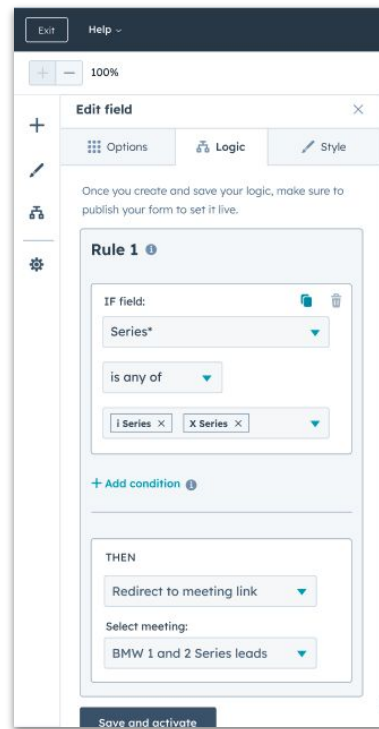 Exit Help
100%
Edit field
Options Logic Style
Once you create and save your logic, make sure to
publish your form to set it live.
Rule 1
IF field:
Series*
is any of
i Series × X Series ×
+ Add condition
THEN
Redirect to meeting link
Select meeting:
BMW 1 and 2 Series leads
Save and activate